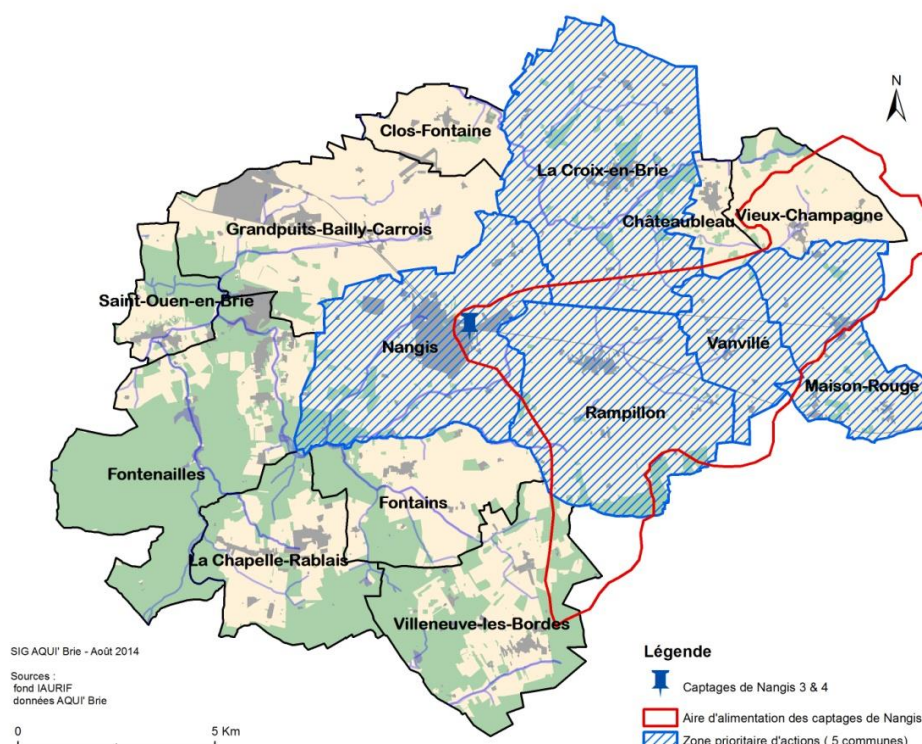 N
Clos-Fontaine
La Croix-en-Brie
Châteaubleau
Vieux-Champagne
Grandpuits-Bailly-Carrois
Saint-Ouen-en-Brie
Nangis
Vanvillé
Maison-Rouge
Rampillon
Fontenailles
Fontains
La Chapelle-Rablais
Villeneuve-les-Bordes
SIG AQUI' Brie - Août 2014
Sources :
fond IAURIF
données AQUI' Brie
0
5 Km
Légende
Captages de Nangis 3 & 4
Aire d'alimentation des captages de Nangis
Zone prioritaire d'actions ( 5 communes)